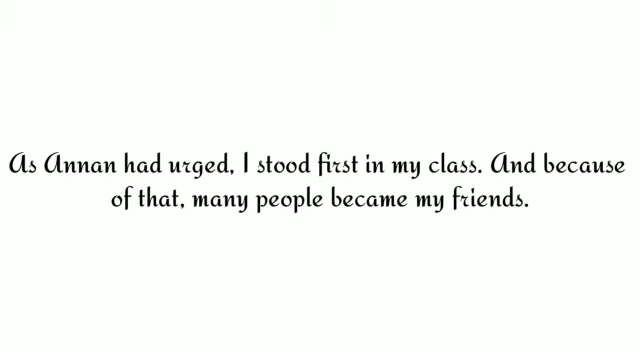 As Annan had urged, I stood first in my class. And because
of that, many people became my friends.